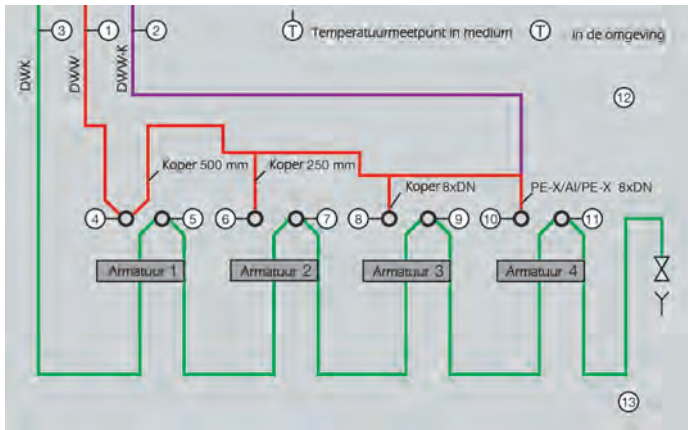 3
1
2
T Temperatuurmeetpunt in medium
T in de omgeving
DWK
DWW
DWW-K
12
Koper 500 mm
Koper 250 mm
Koper 8xDN
PE-X/Al/PE-X 8xDN
4
5
6
7
8
9
10
11
Armatuur 1
Armatuur 2
Armatuur 3
Armatuur 4
13